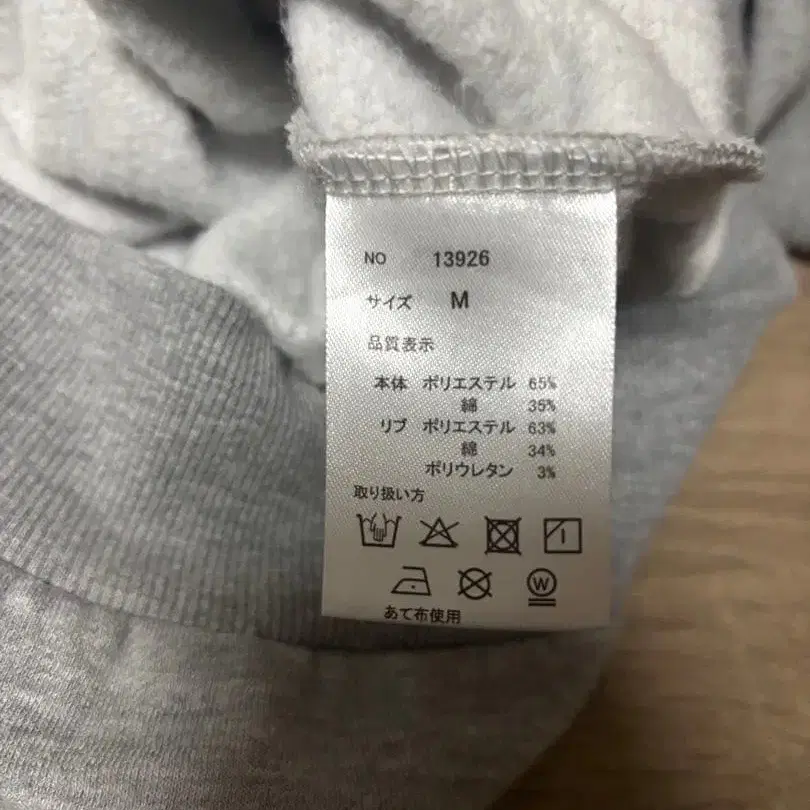 NO 13926
サイズ M
品質表示
本体 ポリエステル 65%
綿 35%
リブ ポリエステル 63%
綿 34%
ポリウレタン 3%
取り扱い方
W
あて布使用